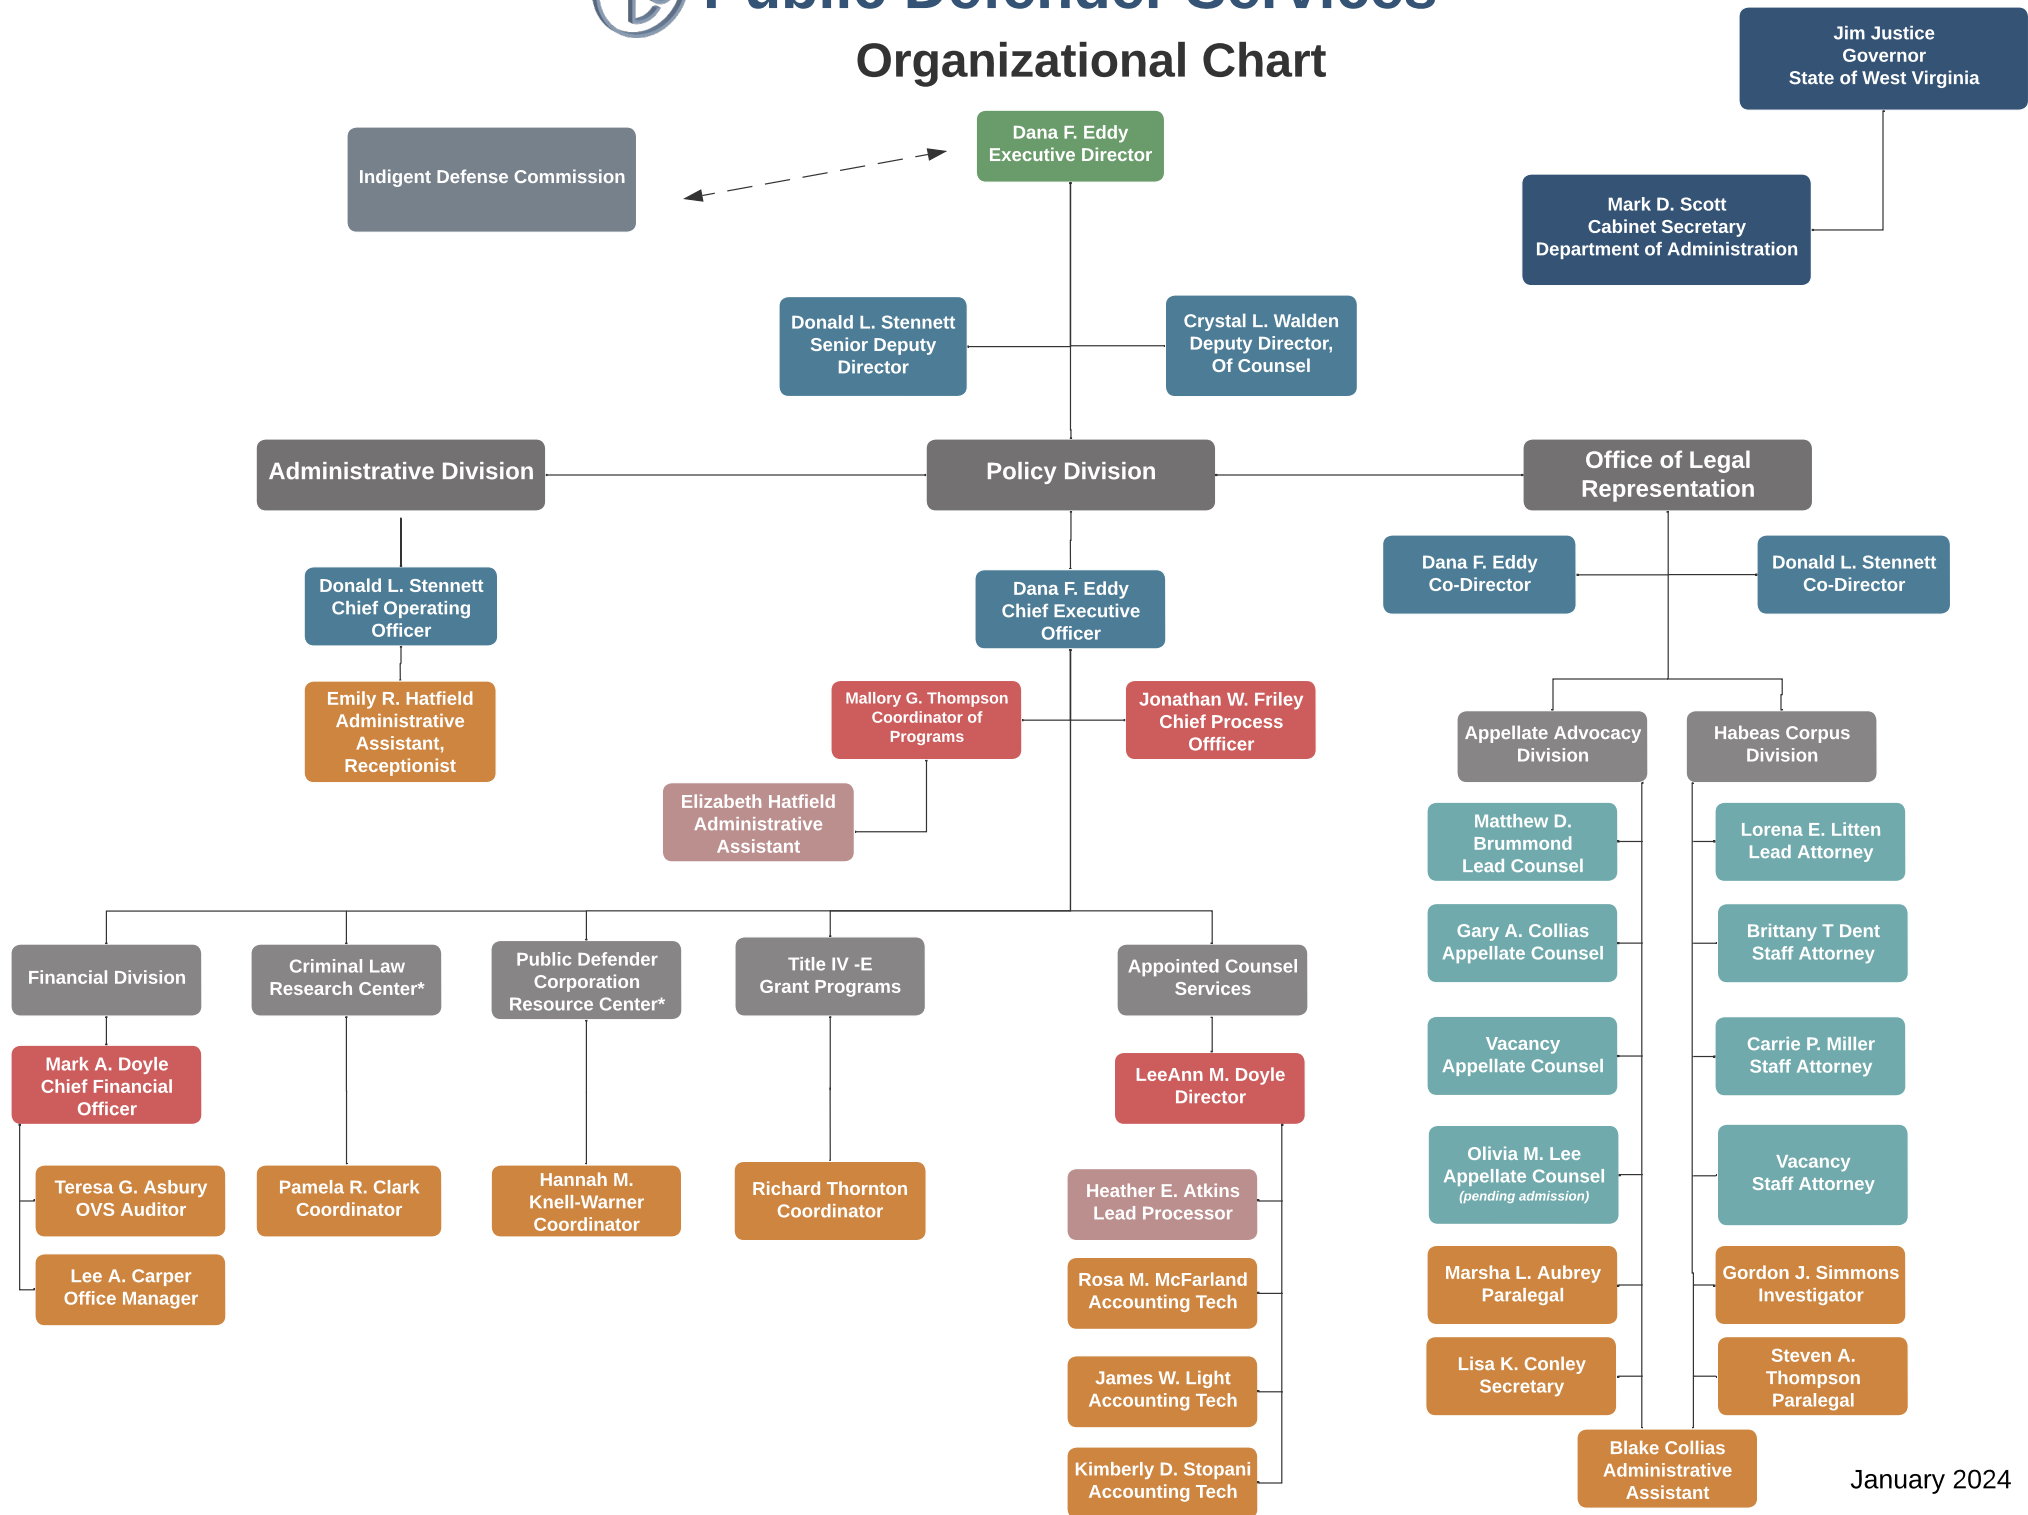 Public Defender Services
Organizational Chart
Jim Justice
Governor
State of West Virginia
Dana F. Eddy
Executive Director
Indigent Defense Commission
Mark D. Scott
Cabinet Secretary
Department of Administration
Donald L. Stennett
Senior Deputy
Director
Crystal L. Walden
Deputy Director,
Of Counsel
Administrative Division
Policy Division
Office of Legal
Representation
Donald L. Stennett
Chief Operating
Officer
Dana F. Eddy
Chief Executive
Officer
Dana F. Eddy
Co-Director
Donald L. Stennett
Co-Director
Emily R. Hatfield
Administrative
Assistant,
Receptionist
Mallory G. Thompson
Coordinator of
Programs
Jonathan W. Friley
Chief Process
Offficer
Elizabeth Hatfield
Administrative
Assistant
Appellate Advocacy
Division
Habeas Corpus
Division
Matthew D.
Brummond
Lead Counsel
Lorena E. Litten
Lead Attorney
Gary A. Collias
Appellate Counsel
Brittany T Dent
Staff Attorney
Vacancy
Appellate Counsel
Carrie P. Miller
Staff Attorney
Olivia M. Lee
Appellate Counsel
(pending admission)
Vacancy
Staff Attorney
Marsha L. Aubrey
Paralegal
Gordon J. Simmons
Investigator
Lisa K. Conley
Secretary
Steven A.
Thompson
Paralegal
Blake Collias
Administrative
Assistant
Financial Division
Criminal Law
Research Center*
Public Defender
Corporation
Resource Center*
Title IV -E
Grant Programs
Appointed Counsel
Services
Mark A. Doyle
Chief Financial
Officer
LeeAnn M. Doyle
Director
Teresa G. Asbury
OVS Auditor
Pamela R. Clark
Coordinator
Hannah M.
Knell-Warner
Coordinator
Richard Thornton
Coordinator
Heather E. Atkins
Lead Processor
Lee A. Carper
Office Manager
Rosa M. McFarland
Accounting Tech
James W. Light
Accounting Tech
Kimberly D. Stopani
Accounting Tech
January 2024